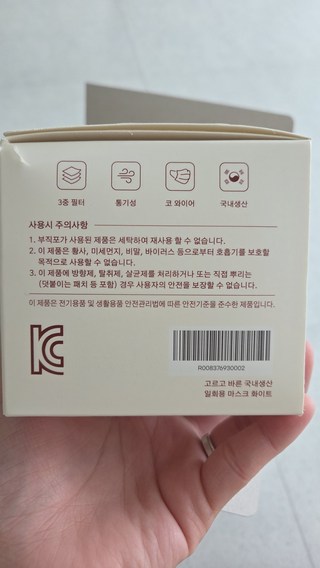 3중 필터
통기성
코 와이어
국내생산
사용시 주의사항
1. 부직포가 사용된 제품은 세탁하여 재사용 할 수 없습니다.
2. 이 제품은 황사, 미세먼지, 비말, 바이러스 등으로부터 호흡기를 보호할
목적으로 사용할 수 없습니다.
3. 이 제품에 방향제, 탈취제, 살균제를 처리하거나 또는 직접 뿌리는
(덧붙이는 패치 등 포함) 경우 사용자의 안전을 보장할 수 없습니다.
이 제품은 전기용품 및 생활용품 안전관리법에 따른 안전기준을 준수한 제품입니다.
KC
R008376930002
고르고 바른 국내생산
일회용 마스크 화이트